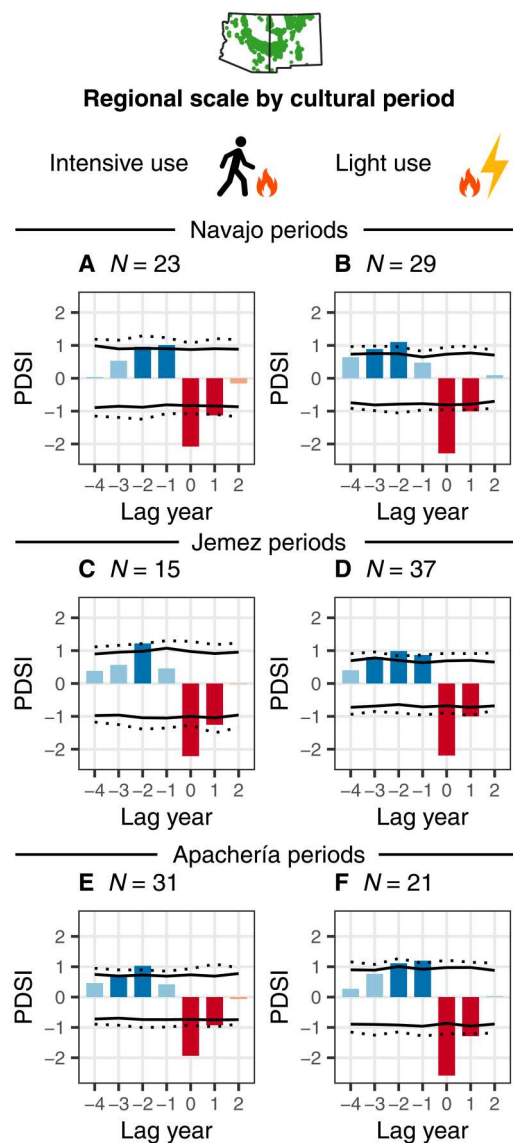 Regional scale by cultural period
Intensive use
Light use
Navajo periods
A N = 23
B N = 29
PDSI
2
1
0
−1
−2
−4 −3 −2 −1 0 1 2
Lag year
PDSI
2
1
0
−1
−2
−4 −3 −2 −1 0 1 2
Lag year
Jemez periods
C N = 15
D N = 37
PDSI
2
1
0
−1
−2
−4 −3 −2 −1 0 1 2
Lag year
PDSI
2
1
0
−1
−2
−4 −3 −2 −1 0 1 2
Lag year
Apachería periods
E N = 31
F N = 21
PDSI
2
1
0
−1
−2
−4 −3 −2 −1 0 1 2
Lag year
PDSI
2
1
0
−1
−2
−4 −3 −2 −1 0 1 2
Lag year